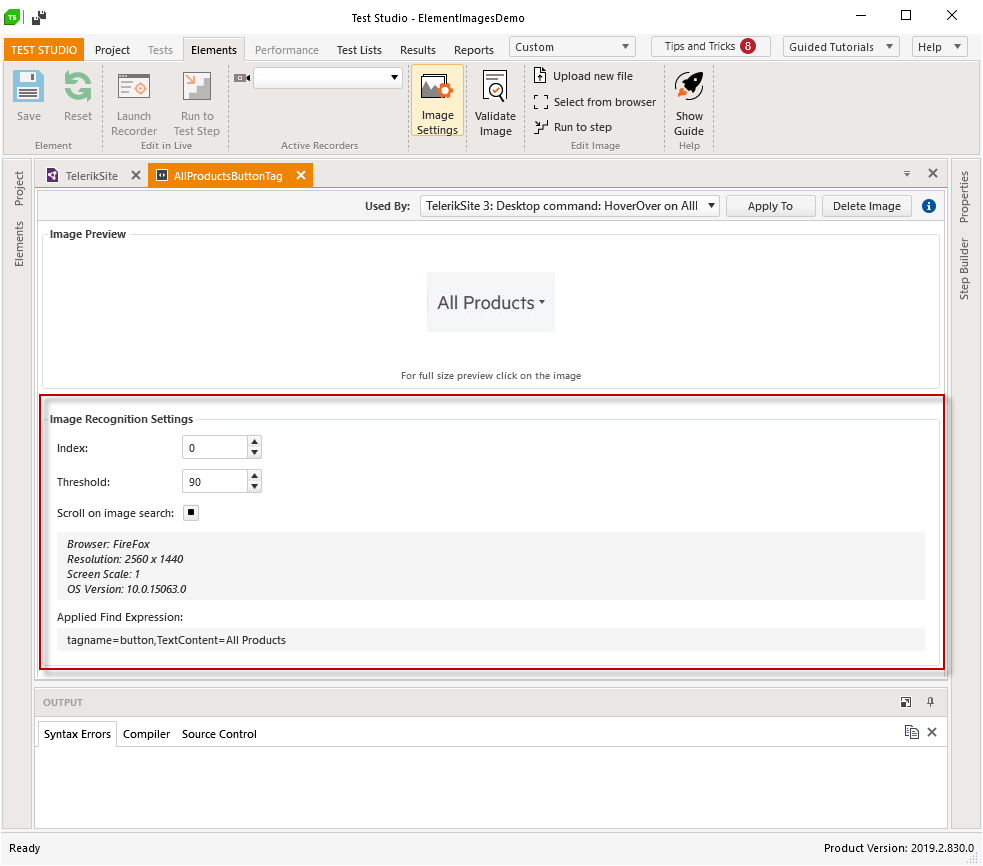 TS
Test Studio - ElementImagesDemo
TEST STUDIO Project Tests Elements Performance Test Lists Results Reports Custom Tips and Tricks 8 Guided Tutorials Help
Save Reset
Element
Launch Recorder Run to Test Step
Edit in Live
Active Recorders
Image Settings
Validate Image
Upload new file
Select from browser
Run to step
Edit Image
Show Guide
Help
Project
Elements
TelerikSite AllProductsButtonTag
Properties
Step Builder
Used By: TelerikSite 3: Desktop command: HoverOver on AllI Apply To Delete Image
Image Preview
All Products
For full size preview click on the image
Image Recognition Settings
Index: 0
Threshold: 90
Scroll on image search:
Browser: FireFox
Resolution: 2560 x 1440
Screen Scale: 1
OS Version: 10.0.15063.0
Applied Find Expression:
tagname=button,TextContent=All Products
OUTPUT
Syntax Errors Compiler Source Control
Ready Product Version: 2019.2.830.0